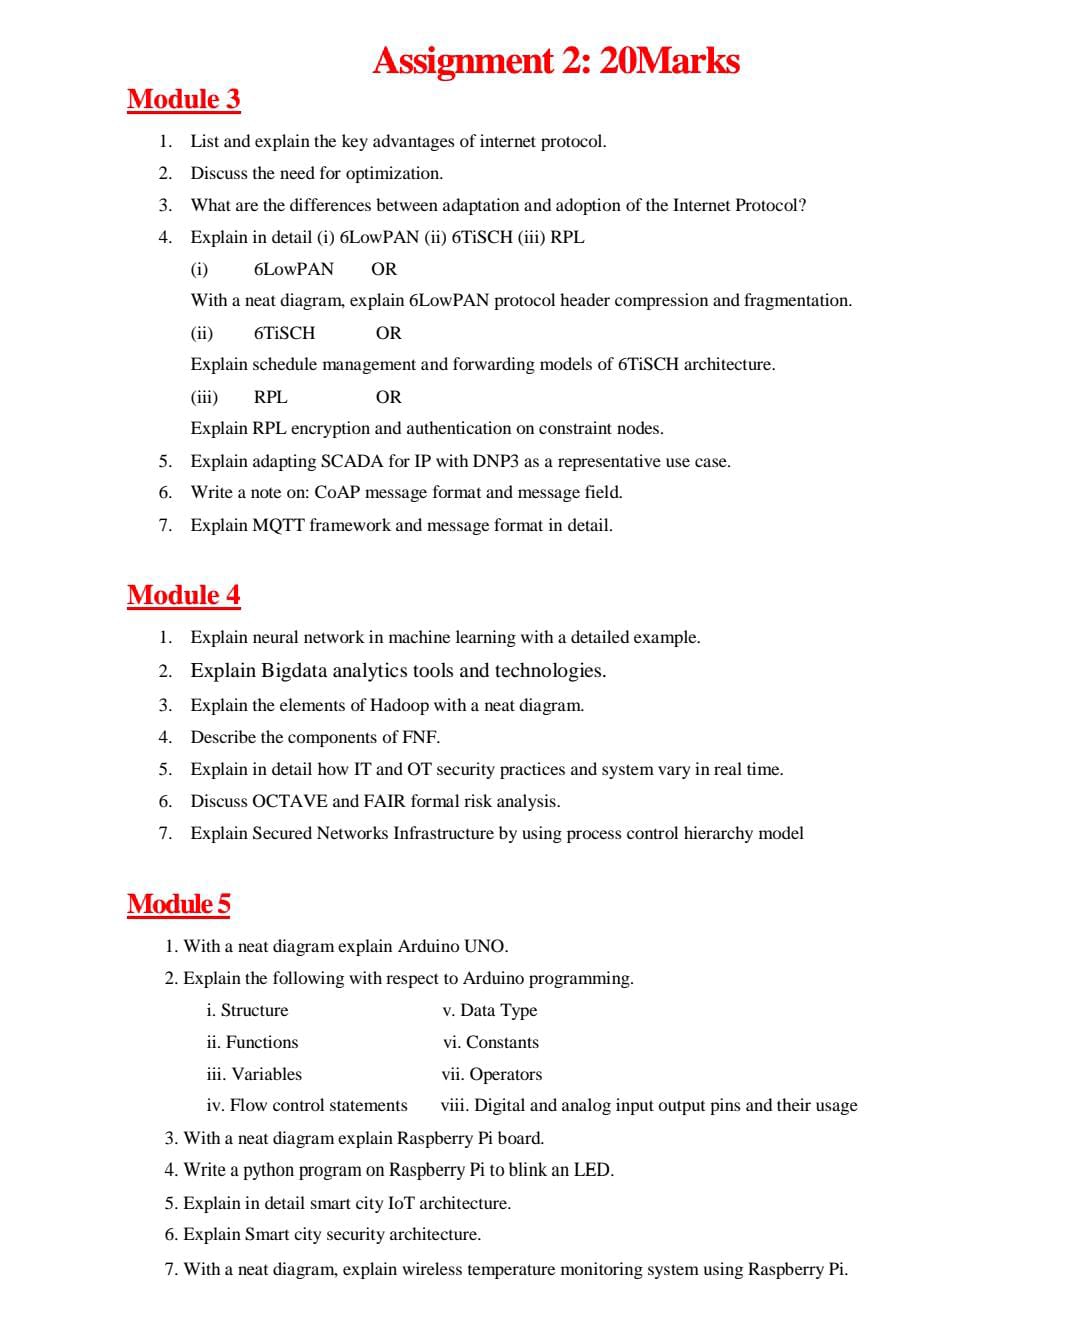 Assignment 2: 20Marks
Module 3
1. List and explain the key advantages of internet protocol.
2. Discuss the need for optimization.
3. What are the differences between adaptation and adoption of the Internet Protocol?
4. Explain in detail (i) 6LowPAN (ii) 6TiSCH (iii) RPL
(i) 6LowPAN OR
With a neat diagram, explain 6LowPAN protocol header compression and fragmentation.
(ii) 6TiSCH OR
Explain schedule management and forwarding models of 6TiSCH architecture.
(iii) RPL OR
Explain RPL encryption and authentication on constraint nodes.
5. Explain adapting SCADA for IP with DNP3 as a representative use case.
6. Write a note on: CoAP message format and message field.
7. Explain MQTT framework and message format in detail.
Module 4
1. Explain neural network in machine learning with a detailed example.
2. Explain Bigdata analytics tools and technologies.
3. Explain the elements of Hadoop with a neat diagram.
4. Describe the components of FNF.
5. Explain in detail how IT and OT security practices and system vary in real time.
6. Discuss OCTAVE and FAIR formal risk analysis.
7. Explain Secured Networks Infrastructure by using process control hierarchy model
Module 5
1. With a neat diagram explain Arduino UNO.
2. Explain the following with respect to Arduino programming.
i. Structure v. Data Type
ii. Functions vi. Constants
iii. Variables vii. Operators
iv. Flow control statements viii. Digital and analog input output pins and their usage
3. With a neat diagram explain Raspberry Pi board.
4. Write a python program on Raspberry Pi to blink an LED.
5. Explain in detail smart city IoT architecture.
6. Explain Smart city security architecture.
7. With a neat diagram, explain wireless temperature monitoring system using Raspberry Pi.